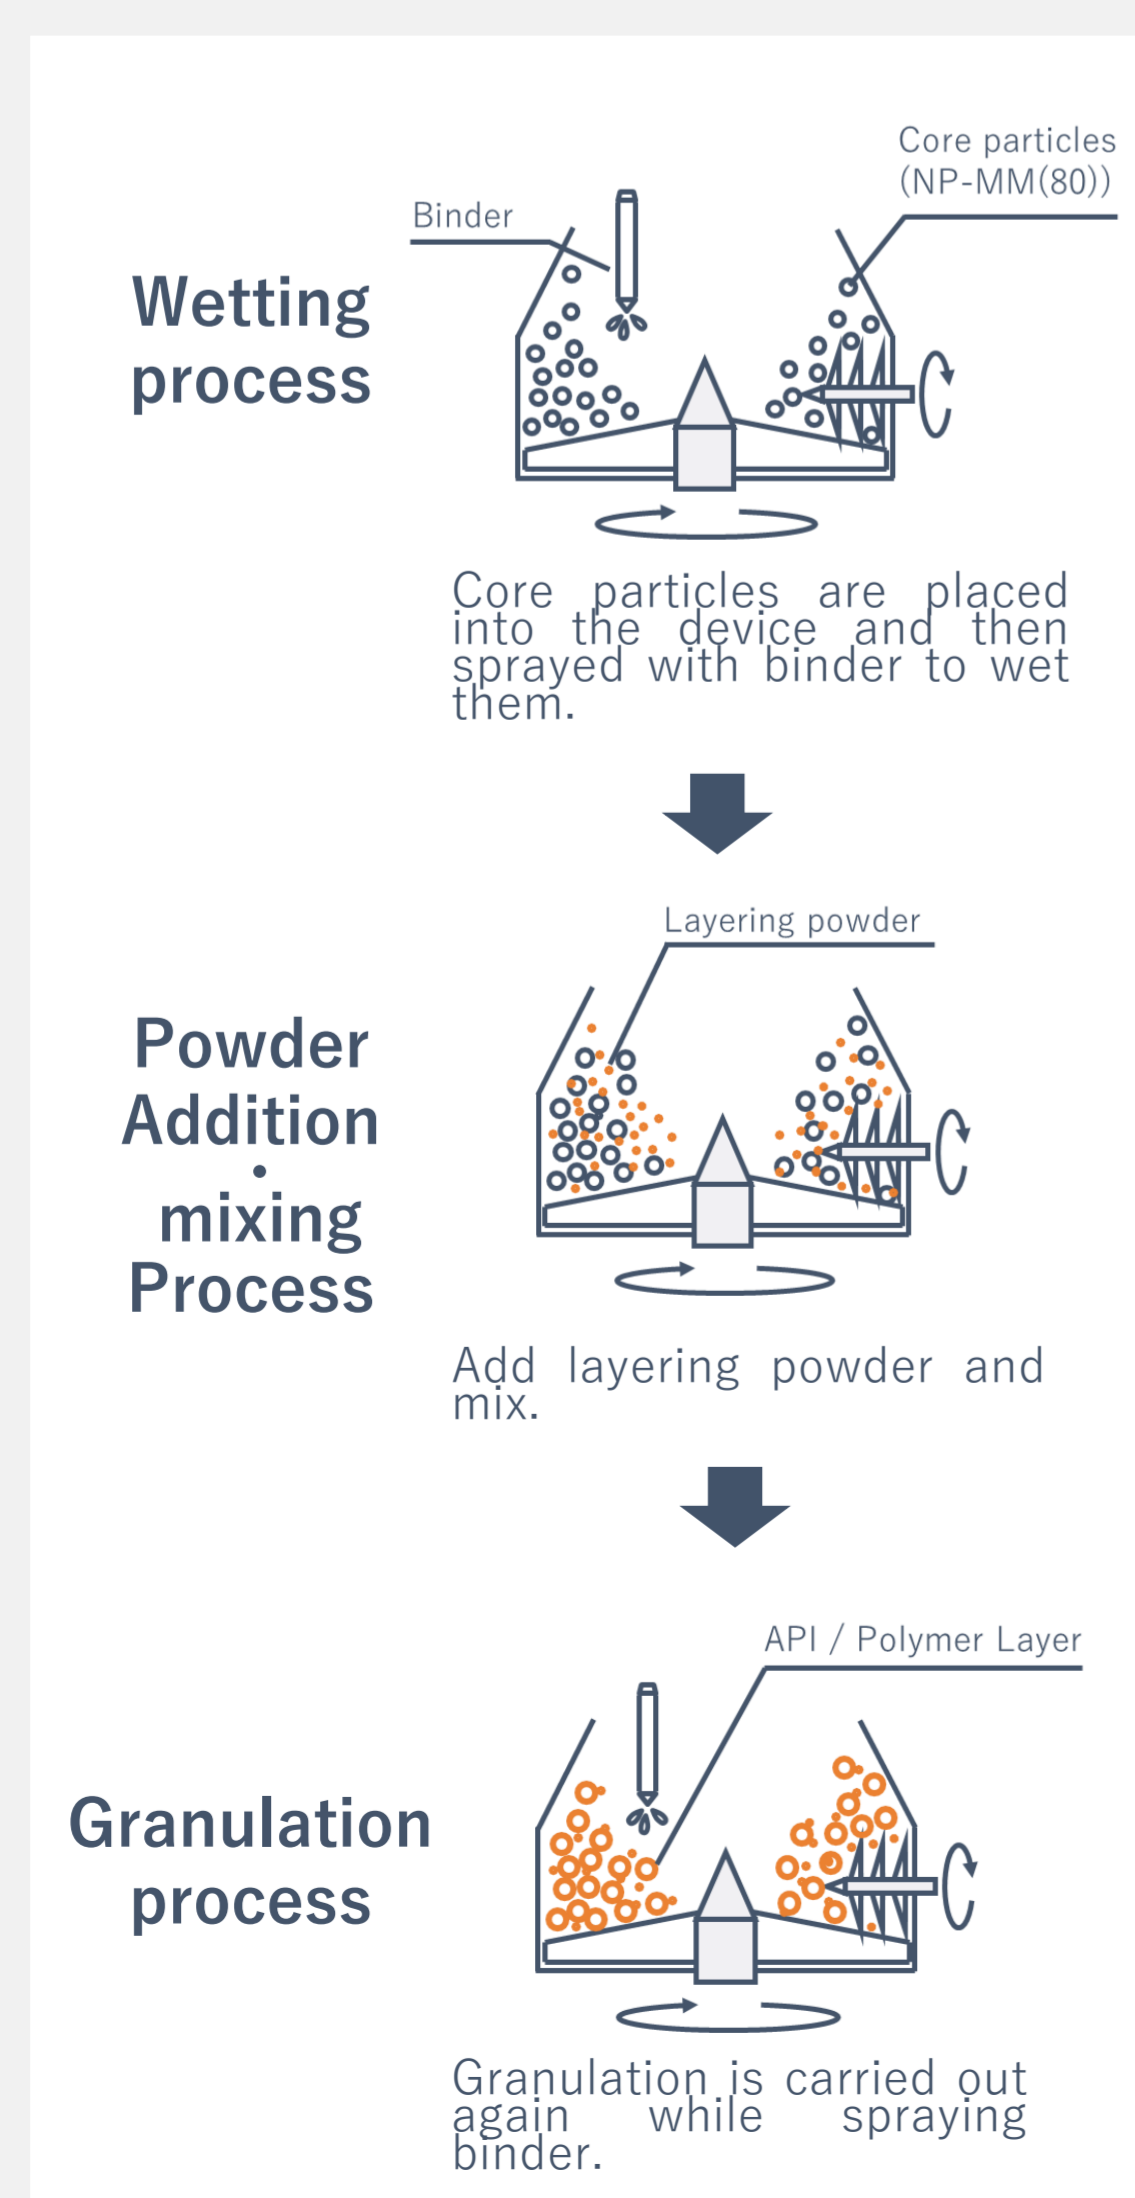 Core particles
(NP-MM(80))
Binder
Wetting
process
Core particles are placed
into the device and then
sprayed with binder to wet
them.
Layering powder
Powder
Addition
•
mixing
Process
Add layering powder and
mix.
API / Polymer Layer
Granulation
process
Granulation is carried out
again while spraying
binder.